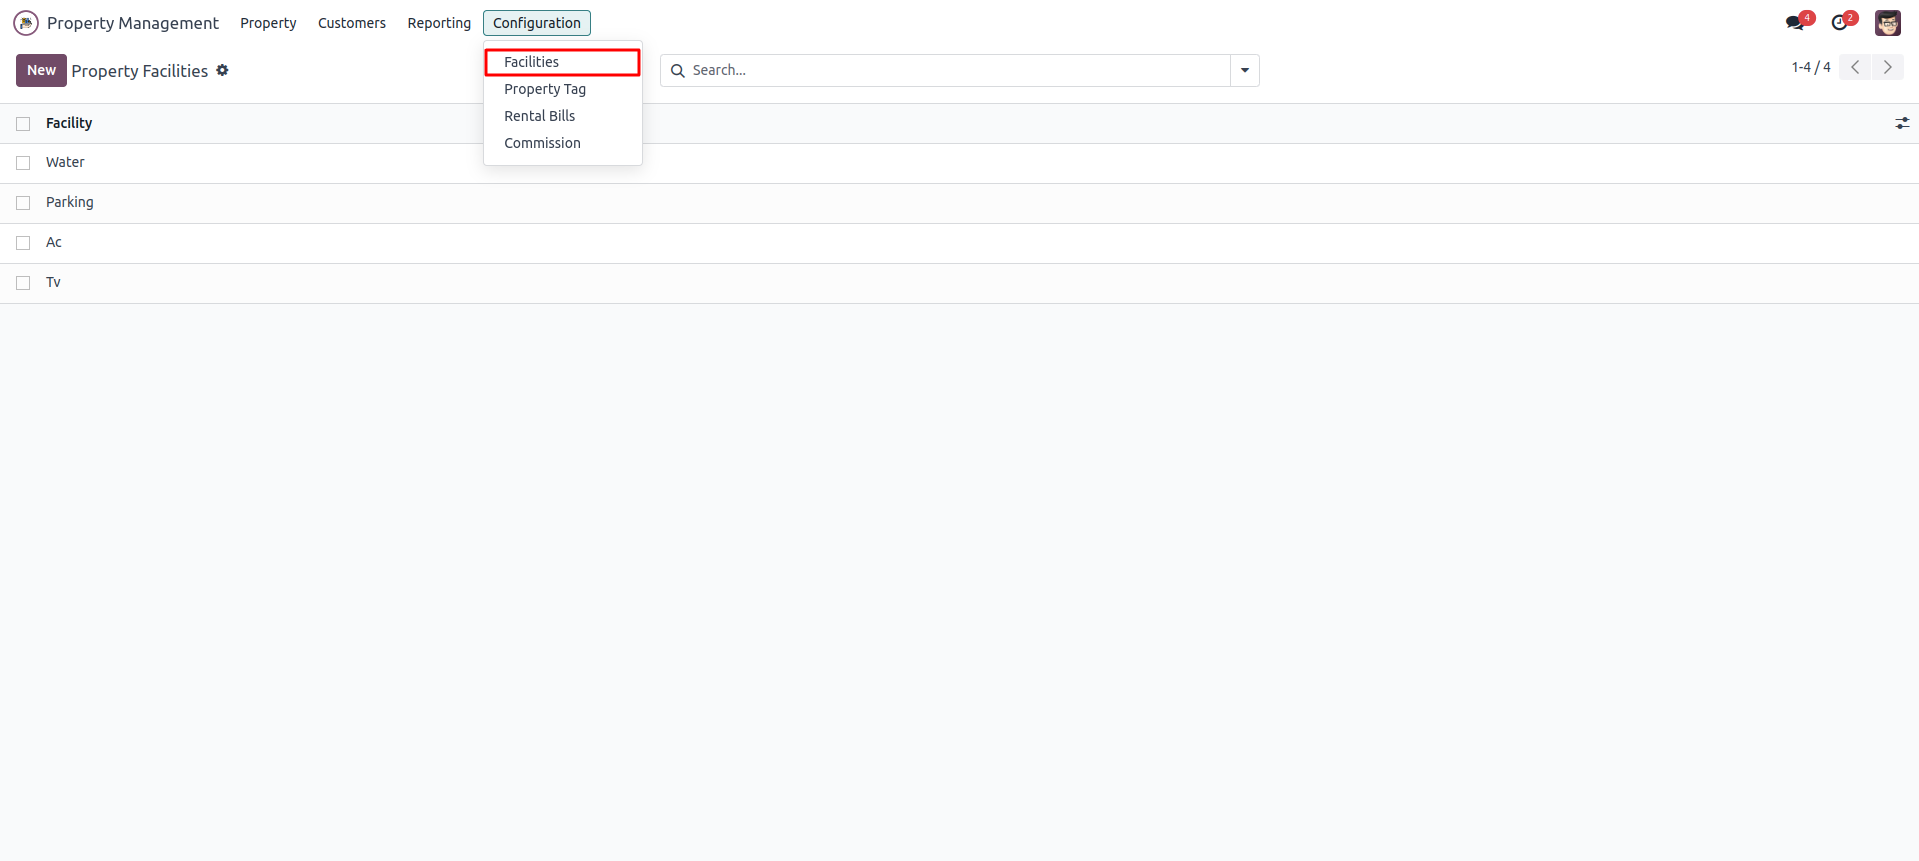 Property Management Property Customers Reporting Configuration 4 2
New Property Facilities Search... 1-4 / 4
Facilities
Property Tag
Rental Bills
Commission
Facility
Water
Parking
Ac
Tv